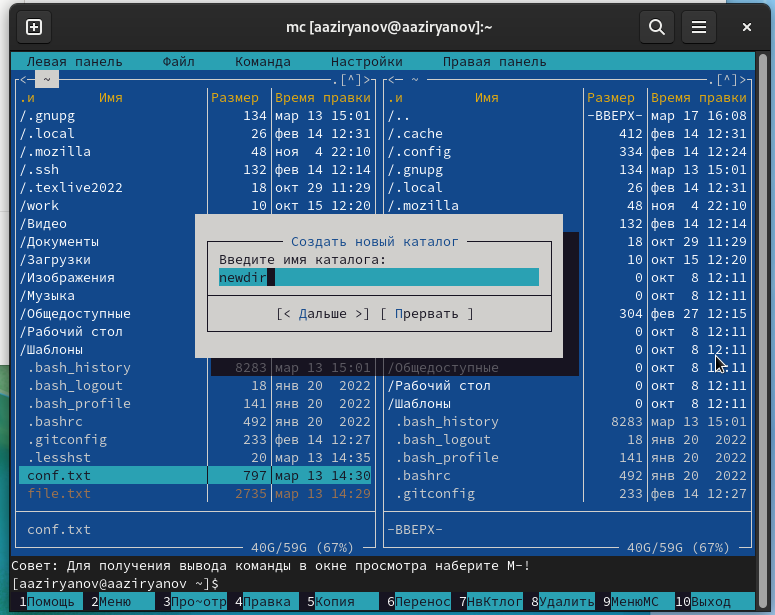 mc [aaziryanov@aaziryanov]:~
Левая панель Файл Команда Настройки Правая панель
<— ~ .[^]> <— ~ .[^]>
.и Имя Размер Время правки .и Имя Размер Время правки
/.gnupg 134 мар 13 15:01 /.. -ВВЕРХ- мар 17 16:08
/.local 26 фев 14 12:31 /.cache 412 фев 14 12:31
/.mozilla 48 ноя 4 22:10 /.config 334 фев 14 12:24
/.ssh 132 фев 14 12:14 /.gnupg 134 мар 13 15:01
/.texlive2022 18 окт 29 11:29 /.local 26 фев 14 12:31
/work 10 окт 15 12:20 /.mozilla 48 ноя 4 22:10
/Видео 132 фев 14 12:14
/Документы Создать новый каталог 18 окт 29 11:29
/Загрузки Введите имя каталога: 10 окт 15 12:20
/Изображения newdir 0 окт 8 12:11
/Музыка 0 окт 8 12:11
/Общедоступные [< Дальше >] [ Прервать ] 304 фев 27 12:15
/Рабочий стол 0 окт 8 12:11
/Шаблоны 0 окт 8 12:11
.bash_history 8283 мар 13 15:01 /Общедоступные 0 окт 8 12:11
.bash_logout 18 янв 20 2022 /Рабочий стол 0 окт 8 12:11
.bash_profile 141 янв 20 2022 /Шаблоны 0 окт 8 12:11
.bashrc 492 янв 20 2022 .bash_history 8283 мар 13 15:01
.gitconfig 233 фев 14 12:27 .bash_logout 18 янв 20 2022
.lesshst 20 мар 13 14:35 .bash_profile 141 янв 20 2022
conf.txt 797 мар 13 14:30 .bashrc 492 янв 20 2022
file.txt 2735 мар 13 14:29 .gitconfig 233 фев 14 12:27
conf.txt -ВВЕРХ-
40G/59G (67%) 40G/59G (67%)
Совет: Для получения вывода команды в окне просмотра наберите M-!
[aaziryanov@aaziryanov ~]$
1Помощь 2Меню 3Про~отр 4Правка 5Копия 6Перенос 7НвКтлог 8Удалить 9МенюМС 10Выход